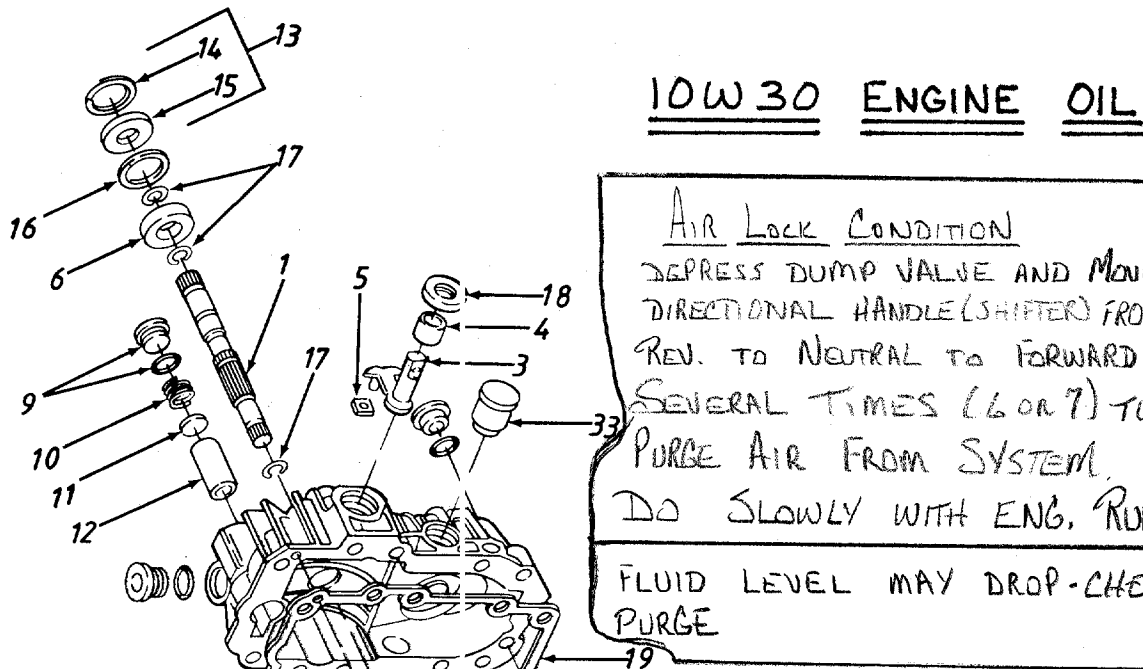 14
13
15
17
16
6
1
5
18
4
3
9
17
10
33
11
12
19
10W30 ENGINE OIL
AIR LOCK CONDITION
DEPRESS DUMP VALVE AND MOV
DIRECTIONAL HANDLE (SHIFTER) FRO
REV. TO NEUTRAL TO FORWARD
SEVERAL TIMES (6 OR 7) TO
PURGE AIR FROM SYSTEM.
DO SLOWLY WITH ENG. RU
FLUID LEVEL MAY DROP-CHE
PURGE